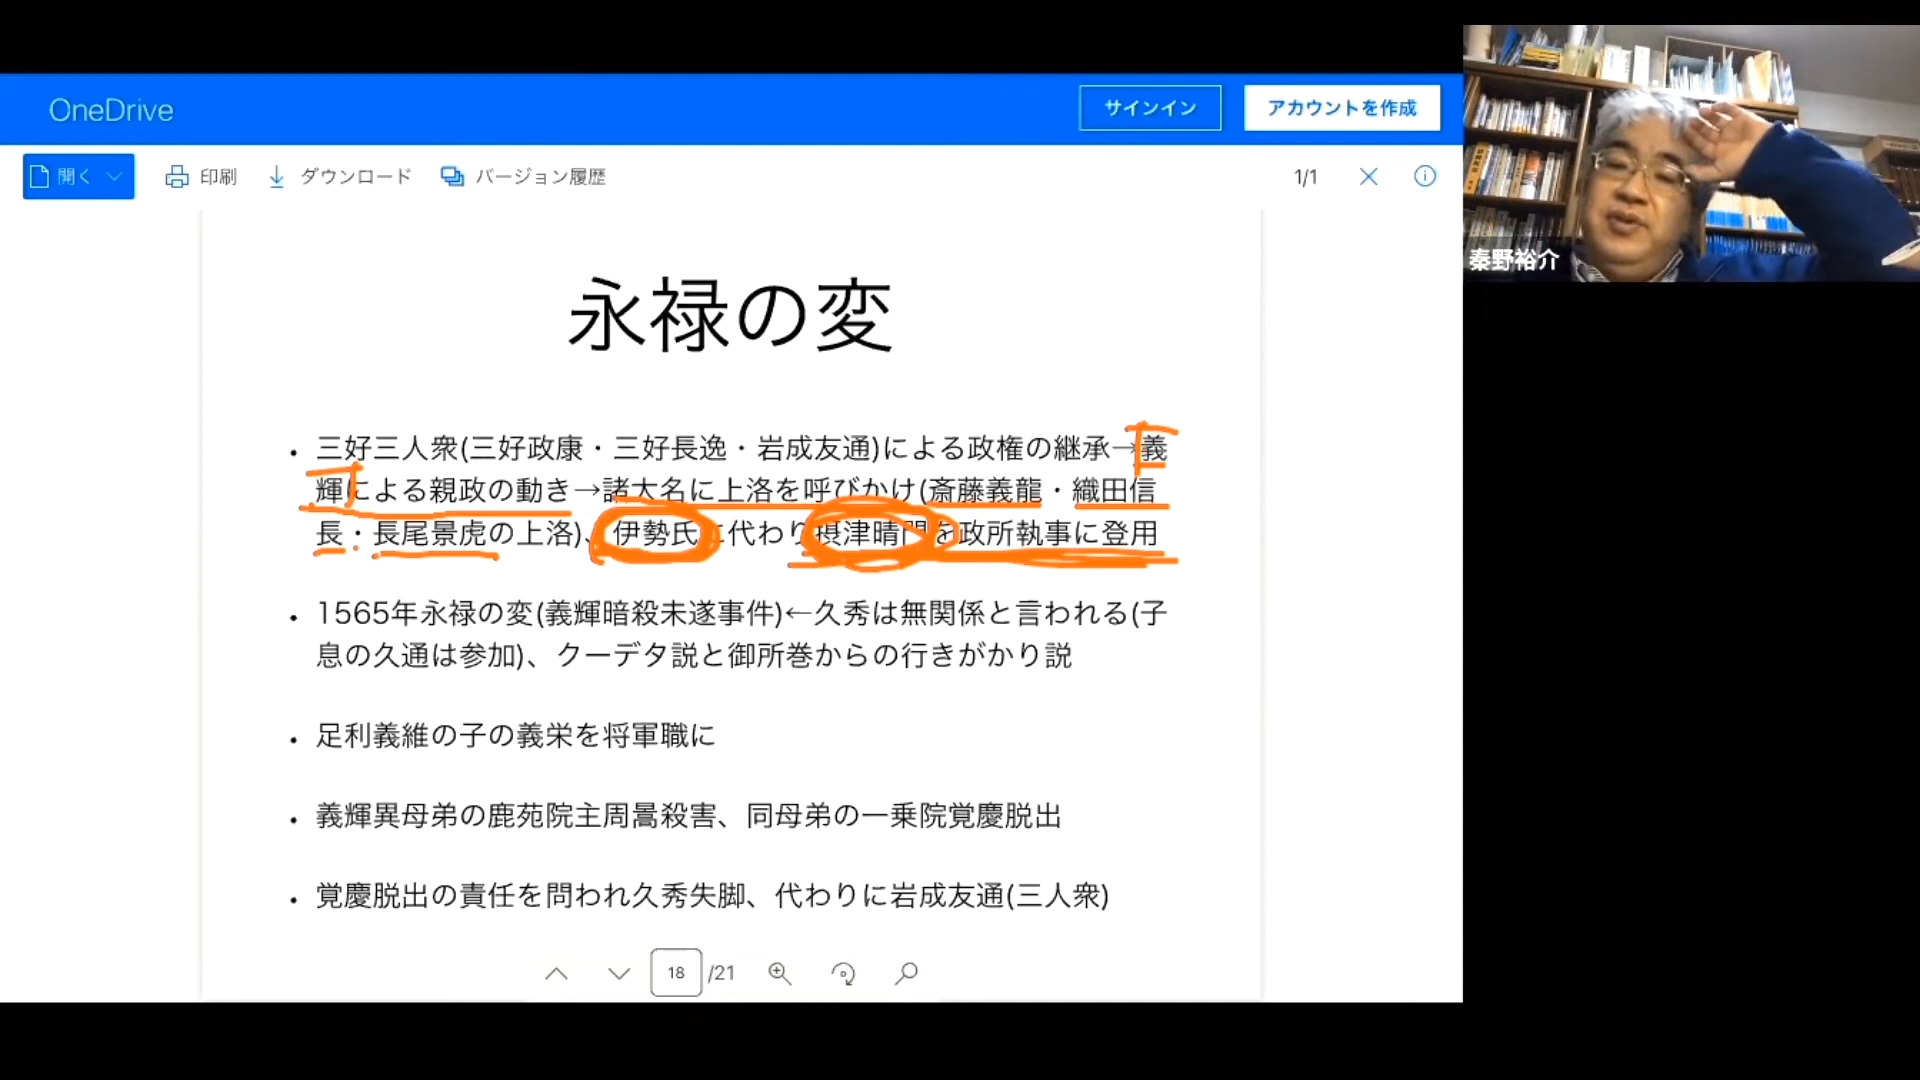 OneDrive
サインイン
アカウントを作成
開く
印刷
ダウンロード
バージョン履歴
1/1
秦野裕介
永禄の変
• 三好三人衆(三好政康・三好長逸・岩成友通)による政権の継承→義
輝による親政の動き→諸大名に上洛を呼びかけ(斎藤義龍・織田信
長・長尾景虎の上洛)、伊勢氏に代わり摂津晴門を政所執事に登用
• 1565年永禄の変(義輝暗殺未遂事件)←久秀は無関係と言われる(子
息の久通は参加)、クーデタ説と御所巻からの行きがかり説
• 足利義維の子の義栄を将軍職に
• 義輝異母弟の鹿苑院主周暠殺害、同母弟の一乗院覚慶脱出
• 覚慶脱出の責任を問われ久秀失脚、代わりに岩成友通(三人衆)
18 /21